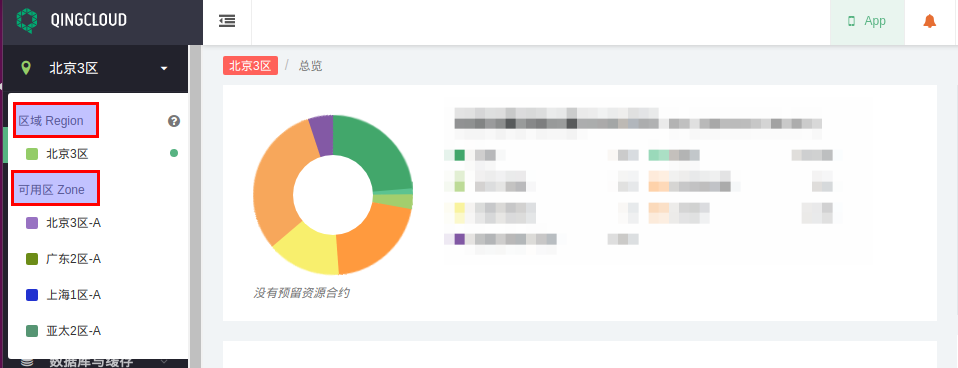 QINGCLOUD
App
北京3区
北京3区 / 总览
区域 Region
北京3区
可用区 Zone
北京3区-A
广东2区-A
上海1区-A
亚太2区-A
没有预留资源合约
数据库与缓存